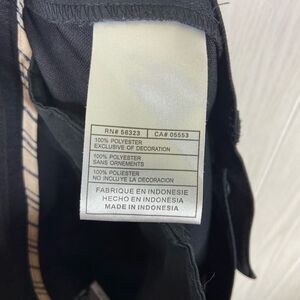 RN# 56323 CA# 05553
100% POLYESTER
EXCLUSIVE OF DECORATION
100% POLYESTER
SANS ORNEMENTS
100% POLIESTER
NO INCLUYE LA DECORACION
FABRIQUE EN INDONESIE
HECHO EN INDONESIA
MADE IN INDONESIA